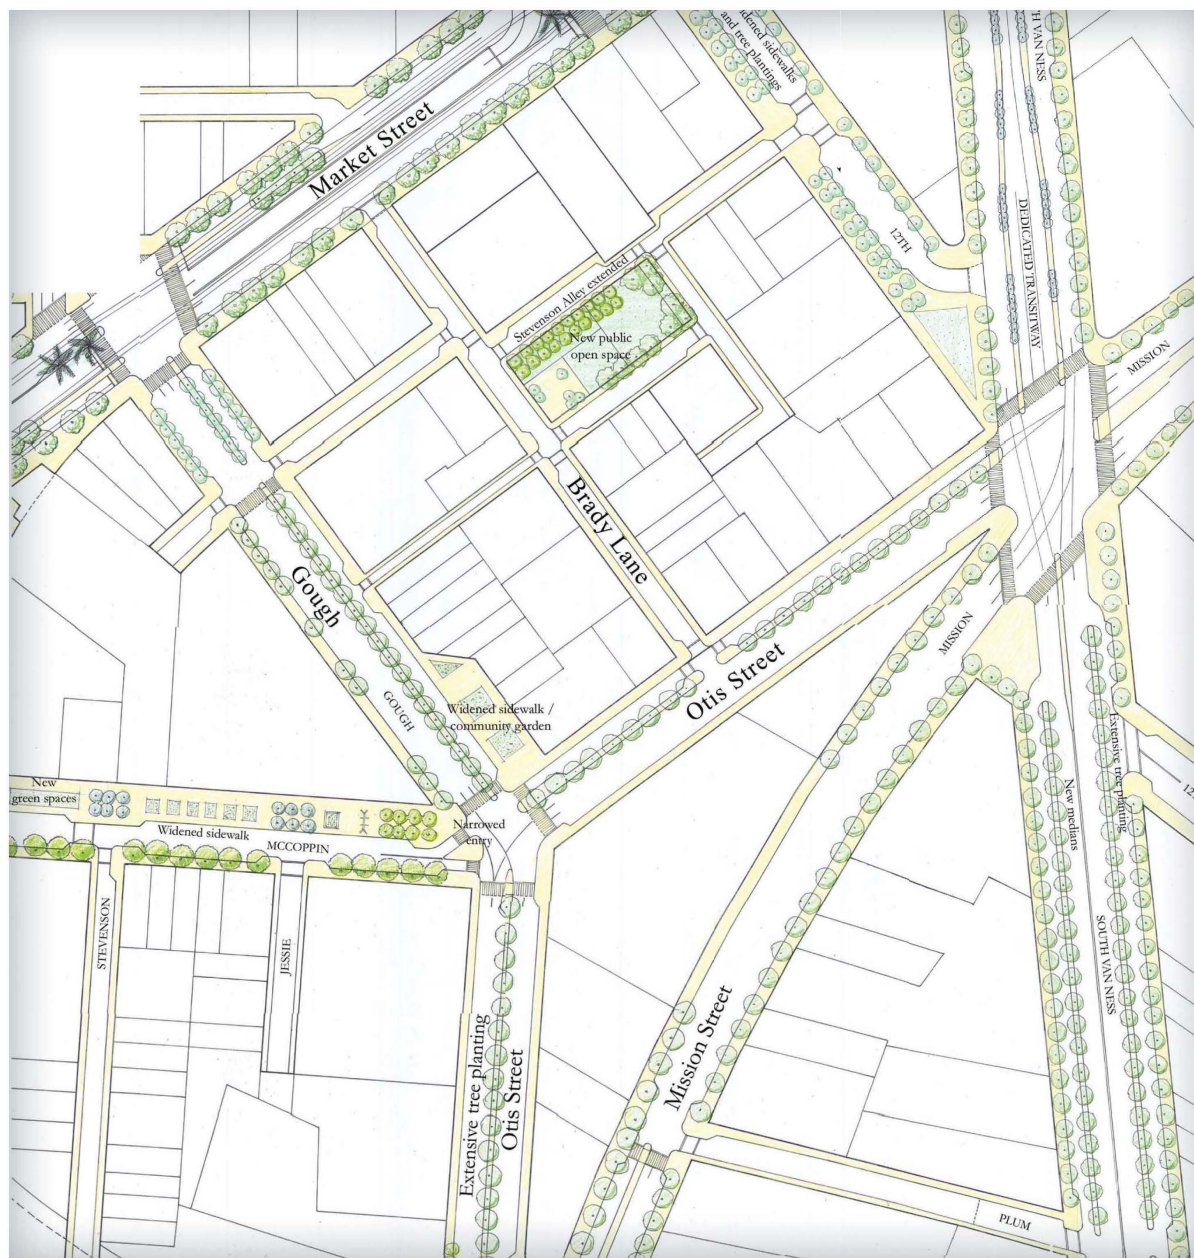 idened sidewalks
and tree plantings
TH VAN NESS
Market Street
12TH
DEDICATED TRANSITWAY
MISSION
Stevenson Alley extended
New public
open space
Brady Lane
Gough
GOUGH
Widened sidewalk /
community garden
Otis Street
MISSION
New
green spaces
Widened sidewalk
MCCOPPIN
Narrowed
entry
STEVENSON
JESSIE
Extensive tree planting
Otis Street
Mission Street
New medians
Extensive tree planting
SOUTH VAN NESS
12
PLUM